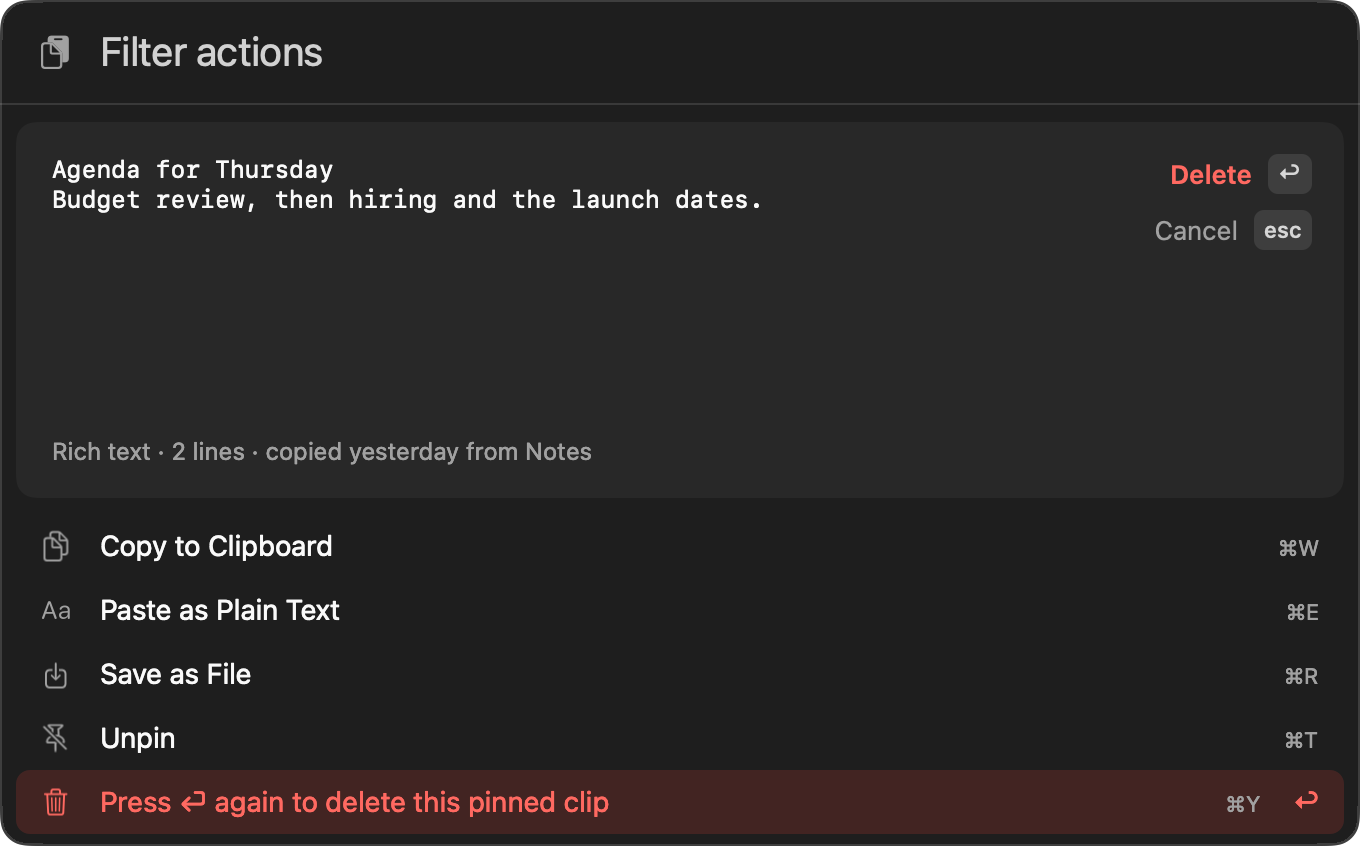 Filter actions
Agenda for Thursday
Budget review, then hiring and the launch dates.
Delete ↩
Cancel esc
Rich text · 2 lines · copied yesterday from Notes
Copy to Clipboard ⌘W
Aa Paste as Plain Text ⌘E
Save as File ⌘R
Unpin ⌘T
Press ↩ again to delete this pinned clip ⌘Y ↩